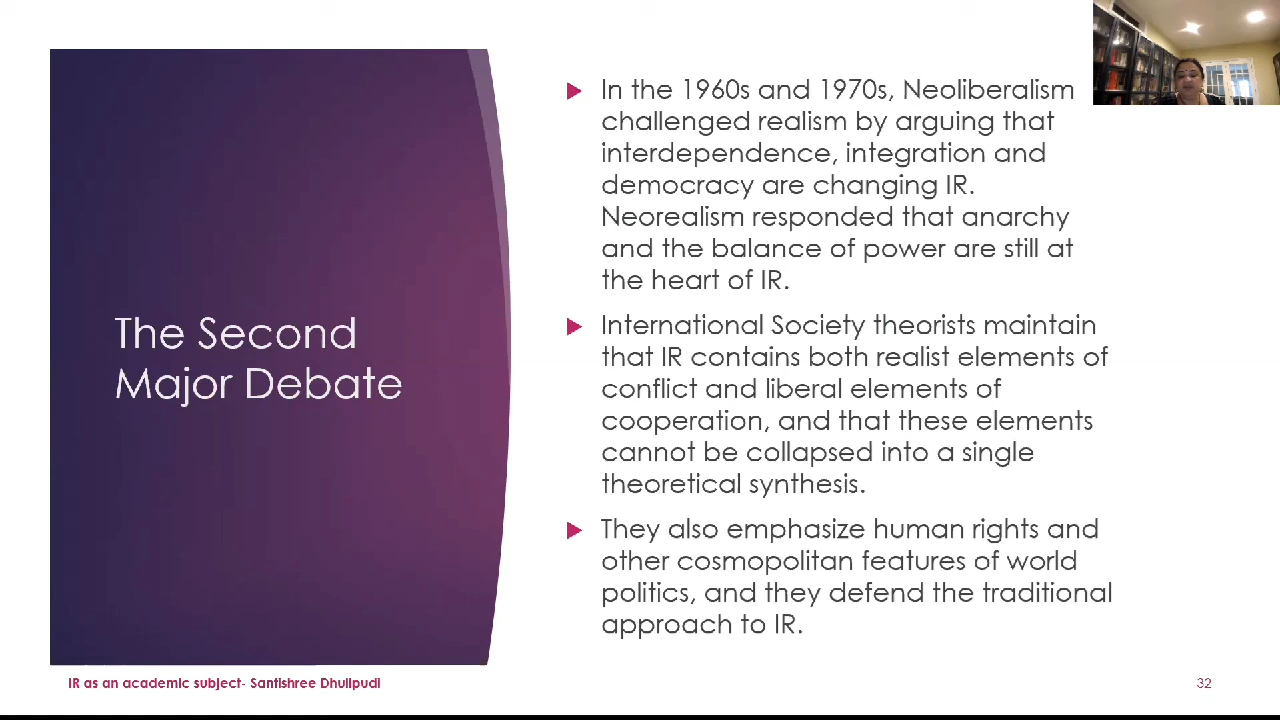 The Second
Major Debate
In the 1960s and 1970s, Neoliberalism
challenged realism by arguing that
interdependence, integration and
democracy are changing IR.
Neorealism responded that anarchy
and the balance of power are still at
the heart of IR.
International Society theorists maintain
that IR contains both realist elements of
conflict and liberal elements of
cooperation, and that these elements
cannot be collapsed into a single
theoretical synthesis.
They also emphasize human rights and
other cosmopolitan features of world
politics, and they defend the traditional
approach to IR.
IR as an academic subject- Santishree Dhulipudi
32